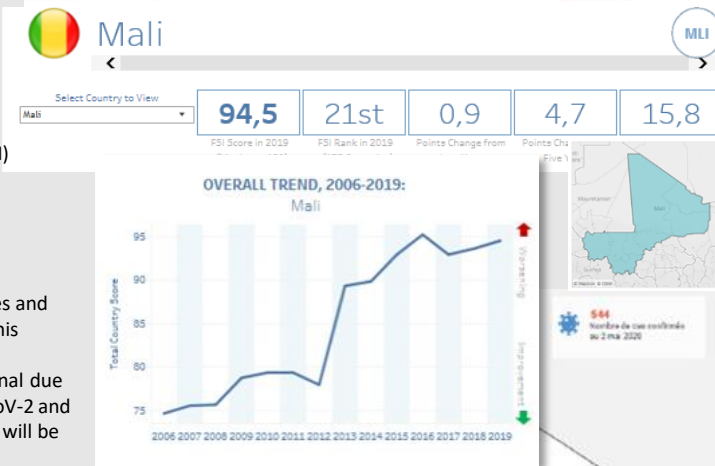 Mali
MLI
Select Country to View
Mali
94,5
21st
0,9
4,7
15,8
FSI Score in 2019
FSI Rank in 2019
Points Change from
Points Cha
Five Y
OVERALL TREND, 2006-2019:
Mali
Total Country Score
95
90
85
80
75
2006 2007 2008 2009 2010 2011 2012 2013 2014 2015 2016 2017 2018 2019
Worsening
Improvement
Mali
544
Nombre de cas confirmés
au 2 mai 2020
es and
his
nal due
oV-2 and
will be